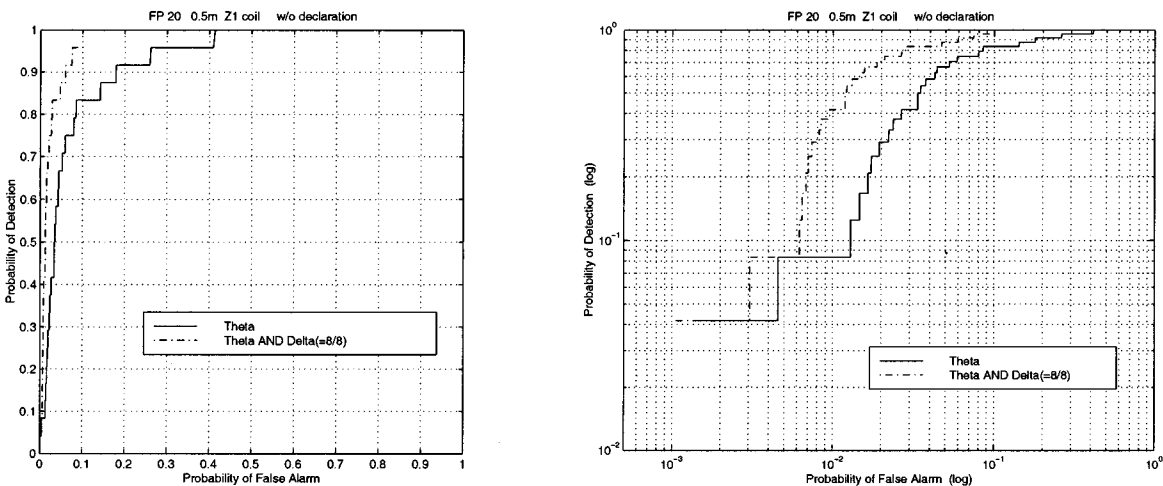 FP 20 0.5m Z1 coil w/o declaration
1
0.9
0.8
0.7
0.6
0.5
0.4
0.3
0.2
0.1
0
Probability of Detection
Theta
Theta AND Delta(=8/8)
0 0.1 0.2 0.3 0.4 0.5 0.6 0.7 0.8 0.9 1
Probability of False Alarm
FP 20 0.5m Z1 coil w/o declaration
10^0
10^-1
10^-2
Probability of Detection (log)
Theta
Theta AND Delta(=8/8)
10^-3 10^-2 10^-1 10^0
Probability of False Alarm (log)